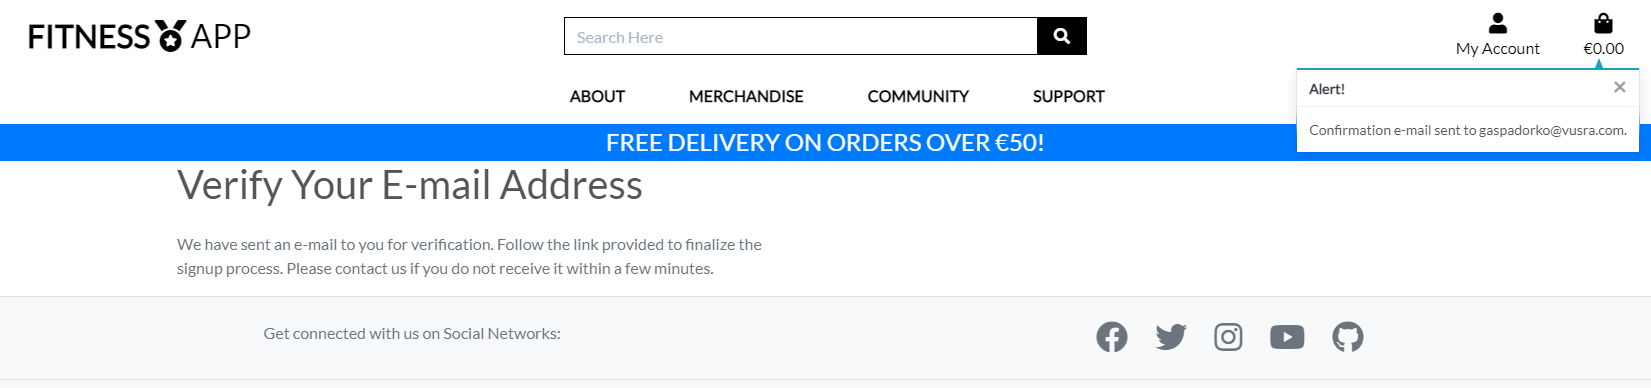 FITNESS APP
Search Here
My Account
€0.00
ABOUT
MERCHANDISE
COMMUNITY
SUPPORT
Alert!
Confirmation e-mail sent to gaspadorko@vusra.com.
FREE DELIVERY ON ORDERS OVER €50!
Verify Your E-mail Address
We have sent an e-mail to you for verification. Follow the link provided to finalize the
signup process. Please contact us if you do not receive it within a few minutes.
Get connected with us on Social Networks: